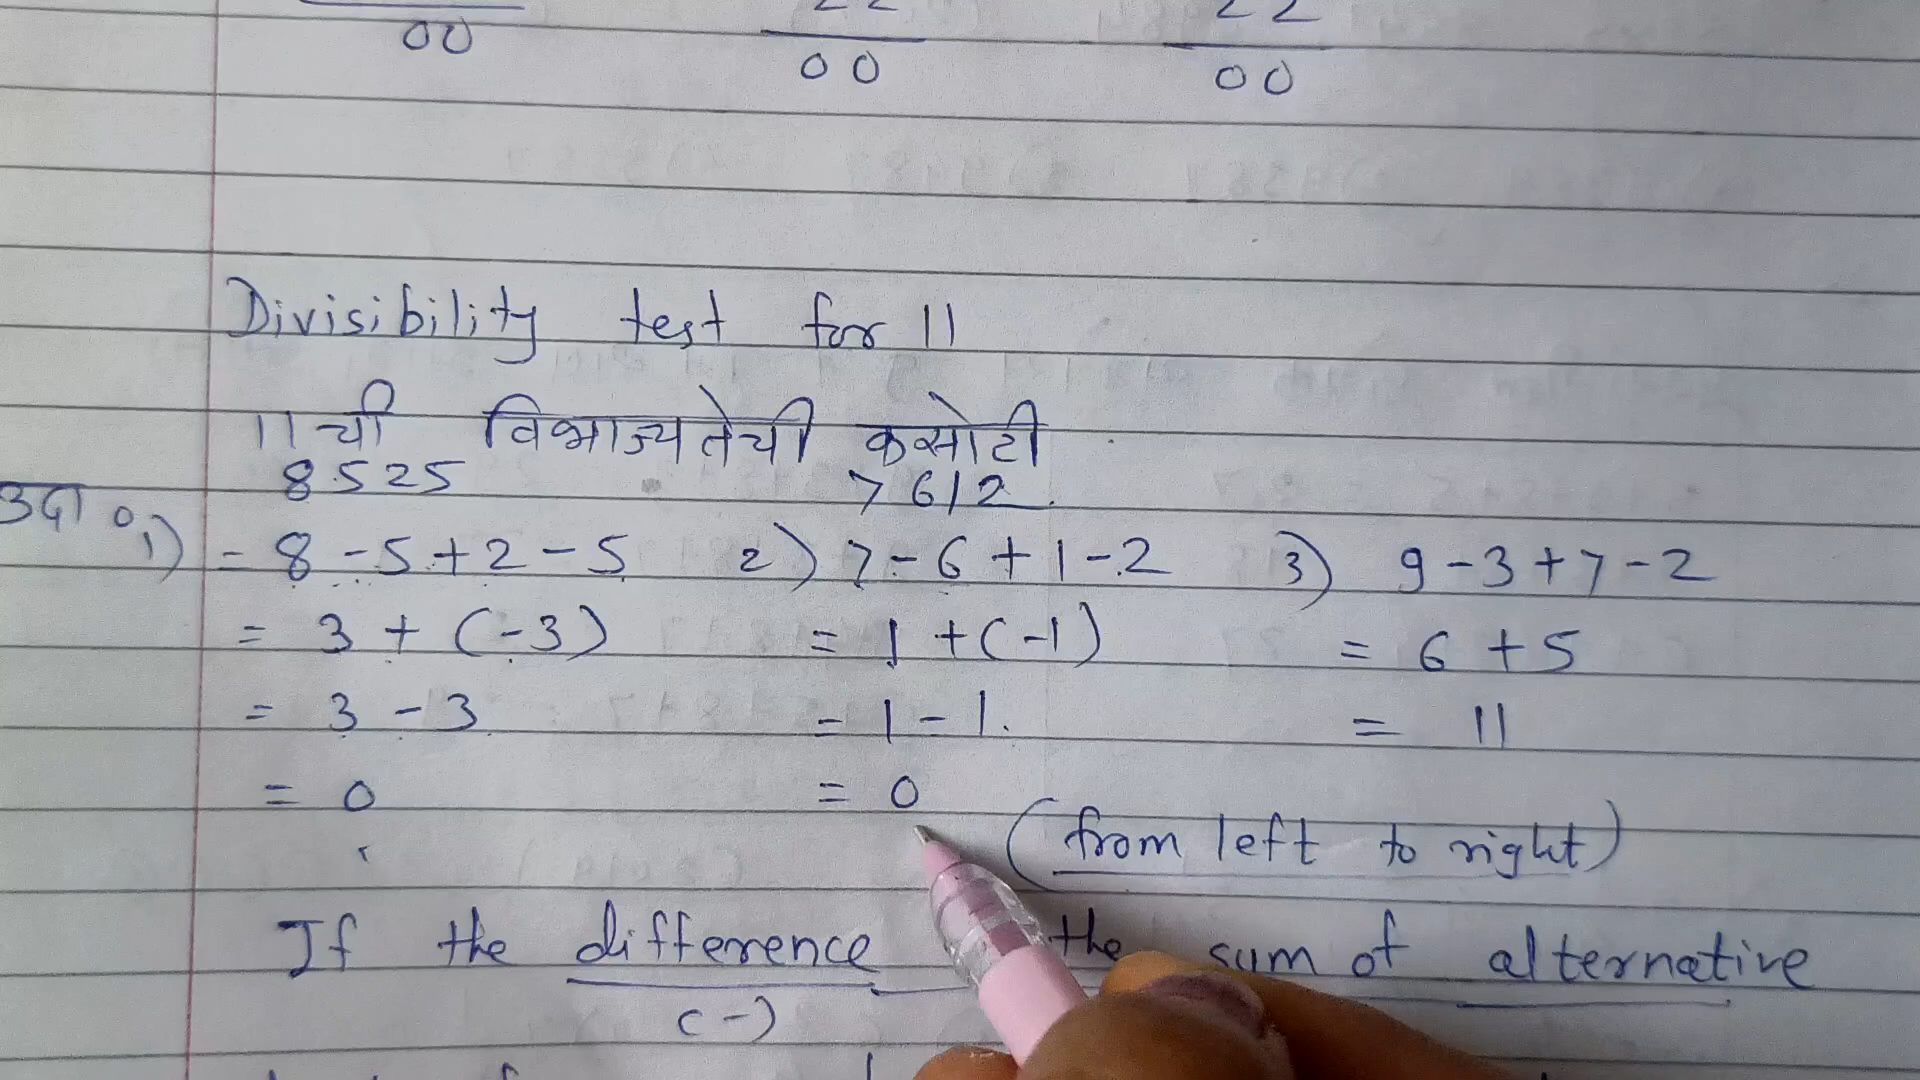 00 00 00
Divisibility test for 11
11ची विभाज्यतेची कसोटी
8525 7612
उदा० 1) = 8-5+2-5 2) 7-6+1-2 3) 9-3+7-2
= 3+(-3) = 1+(-1) = 6+5
= 3-3 = 1-1. = 11
= 0 = 0
(from left to right)
If the difference the sum of alternative
(-)